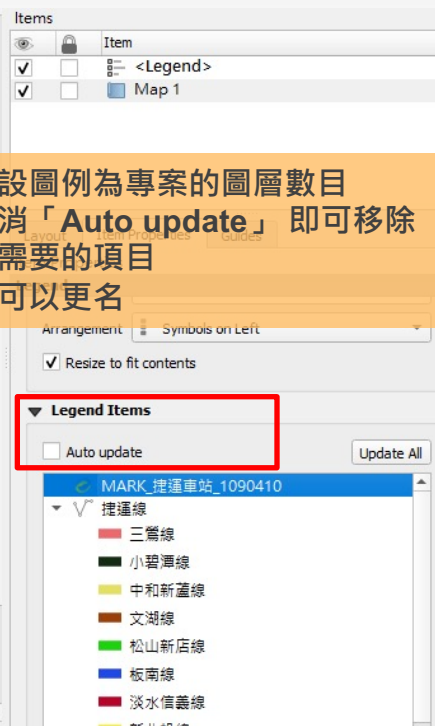 Items
Item
<Legend>
Map 1
設圖例為專案的圖層數目
消「Auto update」 即可移除
需要的項目
可以更名
Layout Item Properties Guides
Arrangement Symbols on Left
Resize to fit contents
Legend Items
Auto update Update All
MARK_捷運車站_1090410
捷運線
三鶯線
小碧潭線
中和新蘆線
文湖線
松山新店線
板南線
淡水信義線